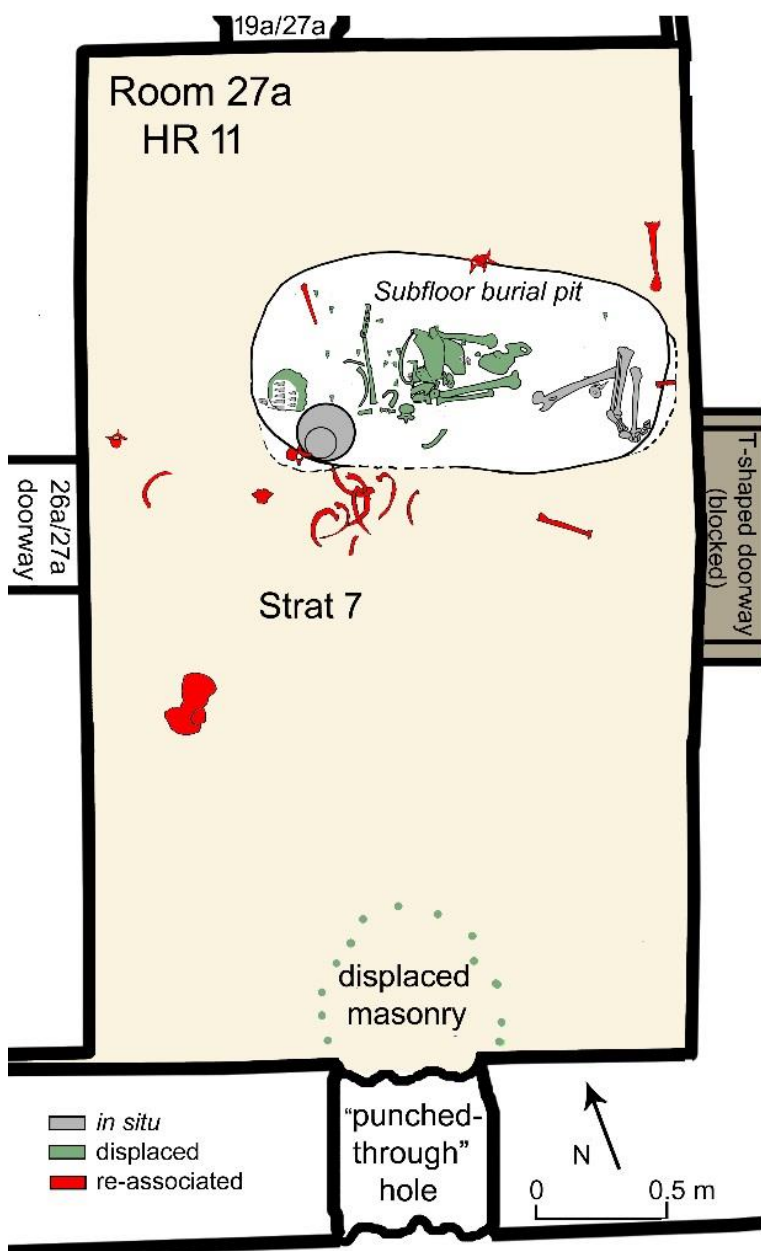 19a/27a
Room 27a
HR 11
Subfloor burial pit
26a/27a
doorway
T-shaped doorway
(blocked)
Strat 7
displaced
masonry
"punched-
through"
hole
in situ
displaced
re-associated
N
0 0.5 m